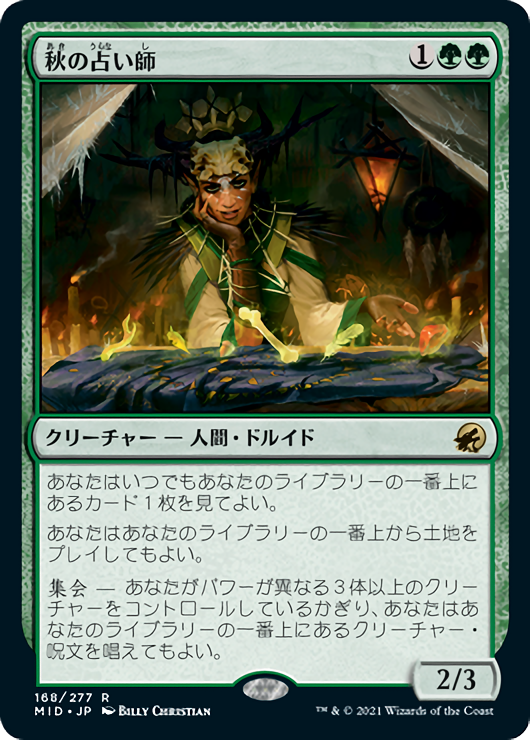 秋の占い師 1
あき うらな し
クリーチャー — 人間・ドルイド
あなたはいつでもあなたのライブラリーの一番上に
あるカード1枚を見てよい。
あなたはあなたのライブラリーの一番上から土地を
プレイしてもよい。
集会 — あなたがパワーが異なる3体以上のクリー
チャーをコントロールしているかぎり、あなたはあ
なたのライブラリーの一番上にあるクリーチャー・
呪文を唱えてもよい。
2/3
168/277 R
MID・JP Billy Christian
™ & © 2021 Wizards of the Coast